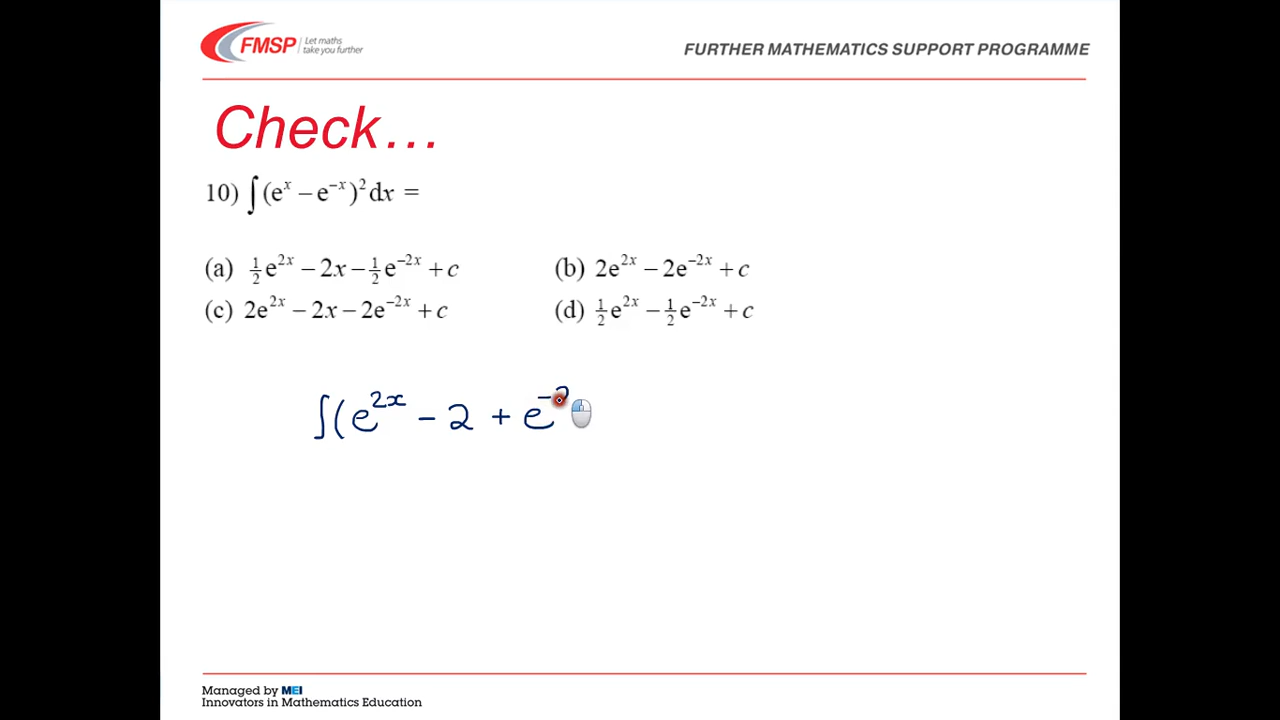 FMSP Let maths
take you further
FURTHER MATHEMATICS SUPPORT PROGRAMME
Check...
10) ∫(eˣ − e⁻ˣ)² dx =
(a) ½e²ˣ − 2x − ½e⁻²ˣ + c (b) 2e²ˣ − 2e⁻²ˣ + c
(c) 2e²ˣ − 2x − 2e⁻²ˣ + c (d) ½e²ˣ − ½e⁻²ˣ + c
∫(e²ˣ − 2 + e⁻²
Managed by MEI
Innovators in Mathematics Education